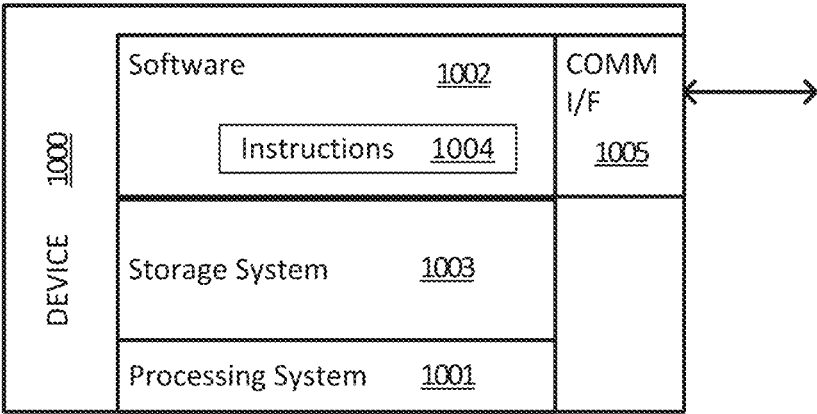 DEVICE 1000
Software 1002
Instructions 1004
COMM
I/F
1005
Storage System 1003
Processing System 1001